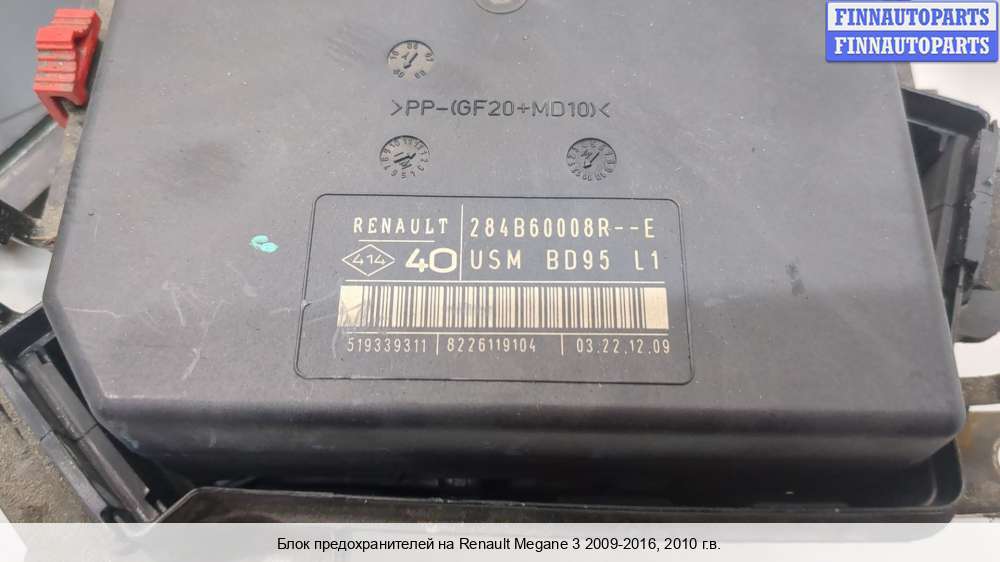 FINNAUTOPARTS
FINNAUTOPARTS
>PP-(GF20+MD10)<
RENAULT 284B60008R--E
414 40 USM BD95 L1
519339311 8226119104 03.22.12.09
Блок предохранителей на Renault Megane 3 2009-2016, 2010 г.в.